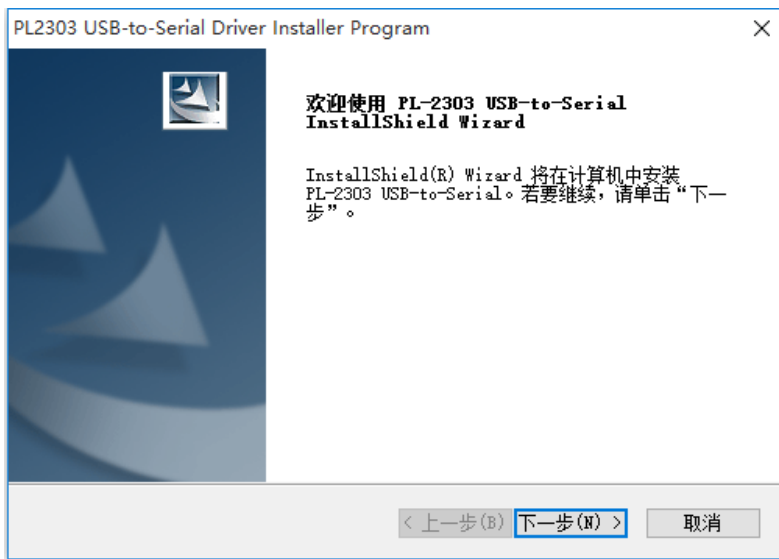 PL2303 USB-to-Serial Driver Installer Program
欢迎使用 PL-2303 USB-to-Serial
InstallShield Wizard
InstallShield(R) Wizard 将在计算机中安装
PL-2303 USB-to-Serial。若要继续，请单击“下一
步”。
< 上一步(B)
下一步(N) >
取消